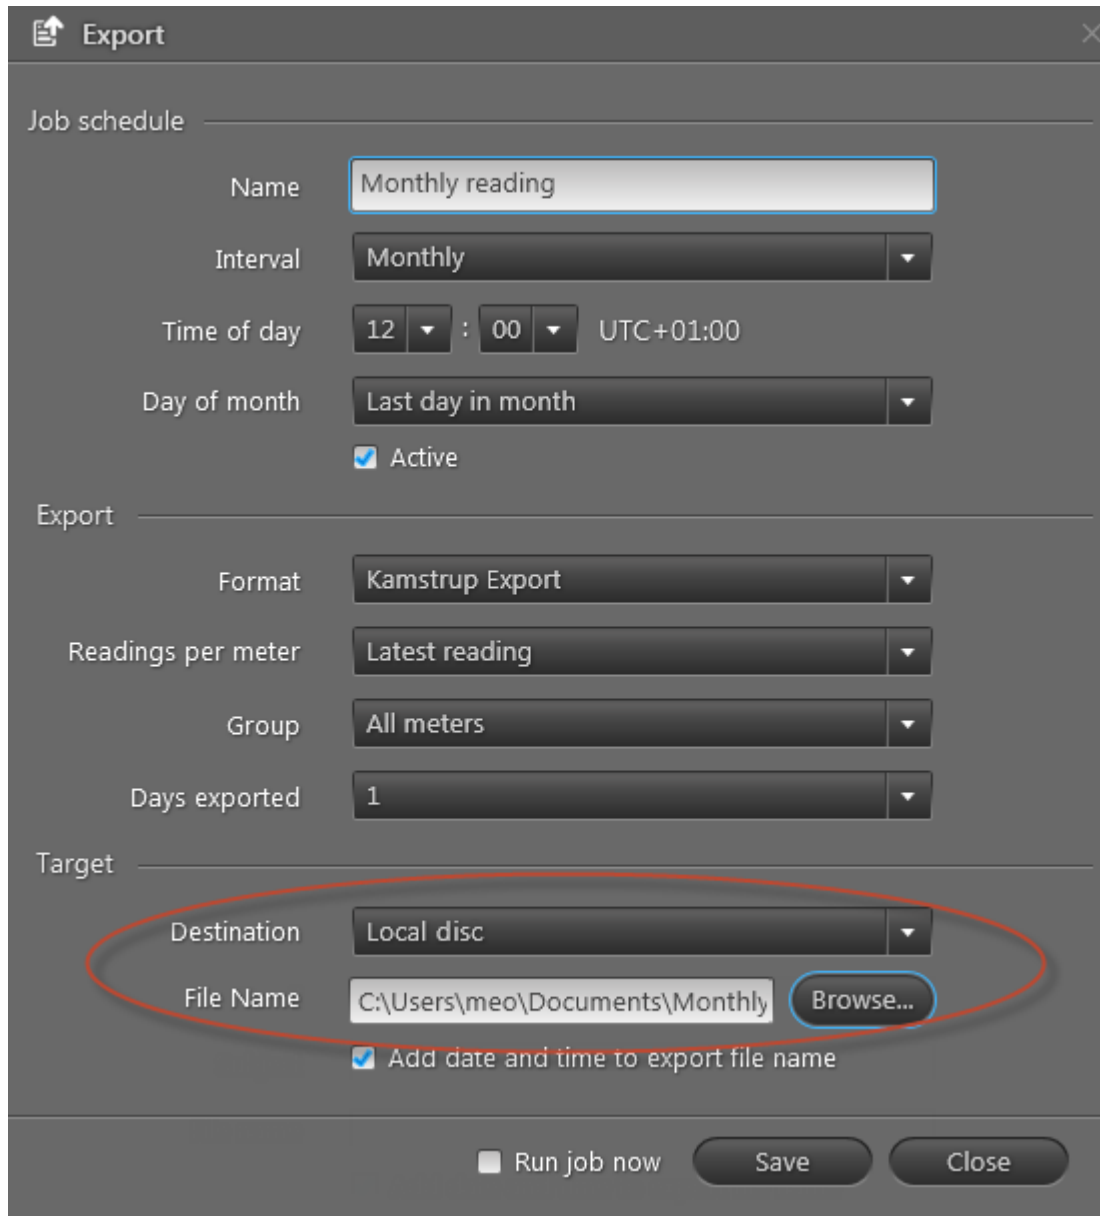 Export
Job schedule
Name Monthly reading
Interval Monthly
Time of day 12 : 00 UTC+01:00
Day of month Last day in month
Active
Export
Format Kamstrup Export
Readings per meter Latest reading
Group All meters
Days exported 1
Target
Destination Local disc
File Name C:\Users\meo\Documents\Monthly Browse...
Add date and time to export file name
Run job now Save Close